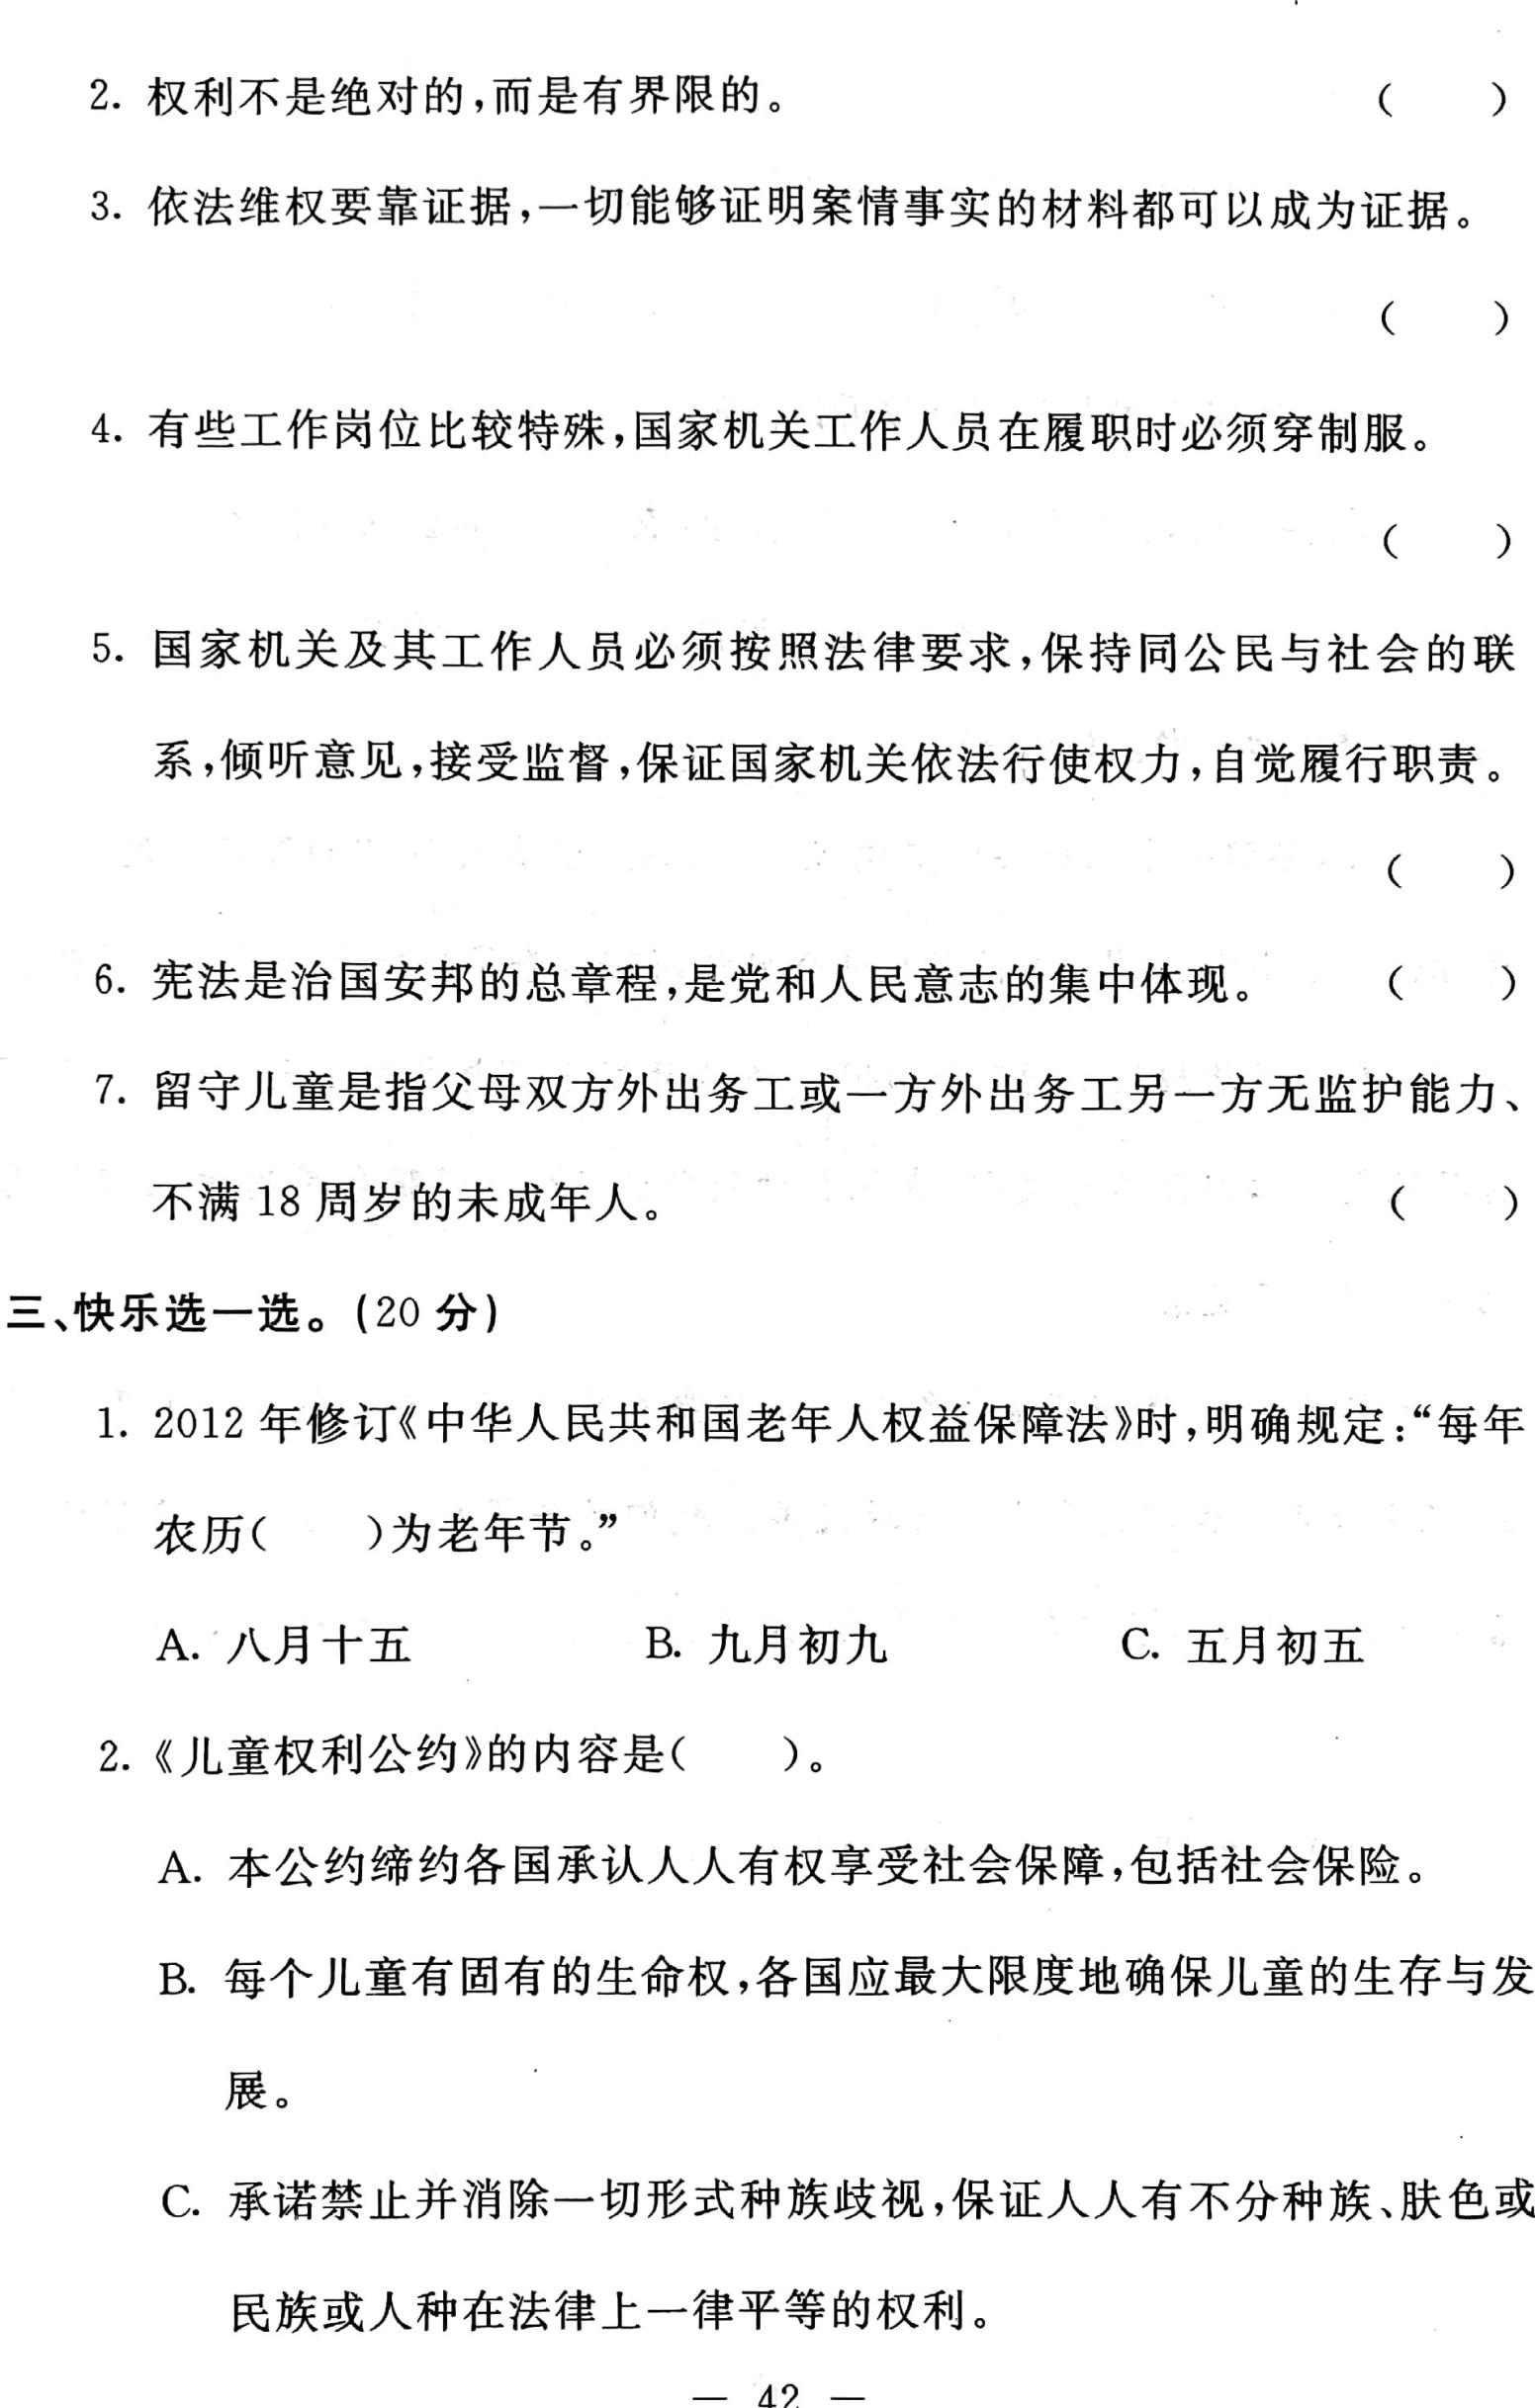 2. 权利不是绝对的,而是有界限的。 (　　)
3. 依法维权要靠证据,一切能够证明案情事实的材料都可以成为证据。
(　　)
4. 有些工作岗位比较特殊,国家机关工作人员在履职时必须穿制服。
(　　)
5. 国家机关及其工作人员必须按照法律要求,保持同公民与社会的联
系,倾听意见,接受监督,保证国家机关依法行使权力,自觉履行职责。
(　　)
6. 宪法是治国安邦的总章程,是党和人民意志的集中体现。 (　　)
7. 留守儿童是指父母双方外出务工或一方外出务工另一方无监护能力、
不满 18 周岁的未成年人。 (　　)
三、快乐选一选。(20 分)
1. 2012 年修订《中华人民共和国老年人权益保障法》时,明确规定:“每年
农历(　　)为老年节。”
A. 八月十五　　B. 九月初九　　C. 五月初五
2.《儿童权利公约》的内容是(　　)。
A. 本公约缔约各国承认人人有权享受社会保障,包括社会保险。
B. 每个儿童有固有的生命权,各国应最大限度地确保儿童的生存与发
展。
C. 承诺禁止并消除一切形式种族歧视,保证人人有不分种族、肤色或
民族或人种在法律上一律平等的权利。
— 42 —